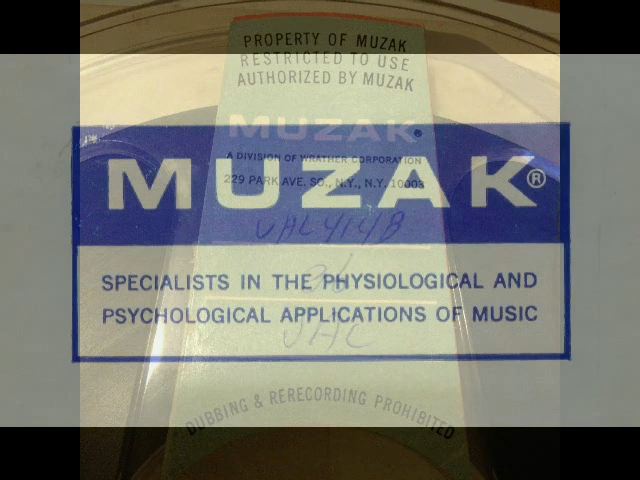 PROPERTY OF MUZAK
RESTRICTED TO USE
AUTHORIZED BY MUZAK
MUZAK®
A DIVISION OF WRATHER CORPORATION
229 PARK AVE. SO., N.Y., N.Y. 10003
MUZAK®
UAL4141B
SPECIALISTS IN THE PHYSIOLOGICAL AND
PSYCHOLOGICAL APPLICATIONS OF MUSIC
DUBBING & RERECORDING PROHIBITED